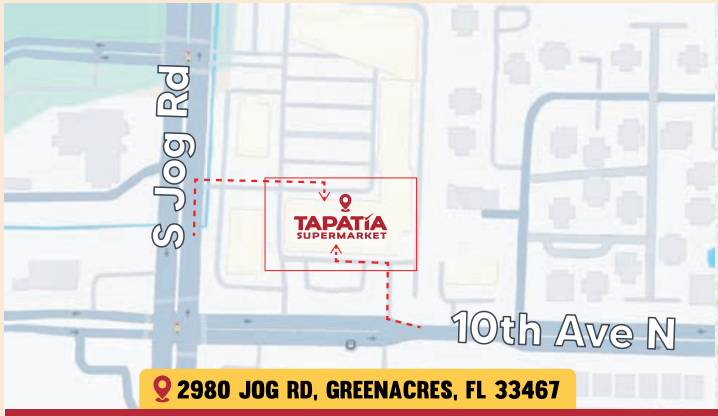 S Jog Rd
TAPATÍA
SUPERMARKET
10th Ave N
2980 JOG RD, GREENACRES, FL 33467